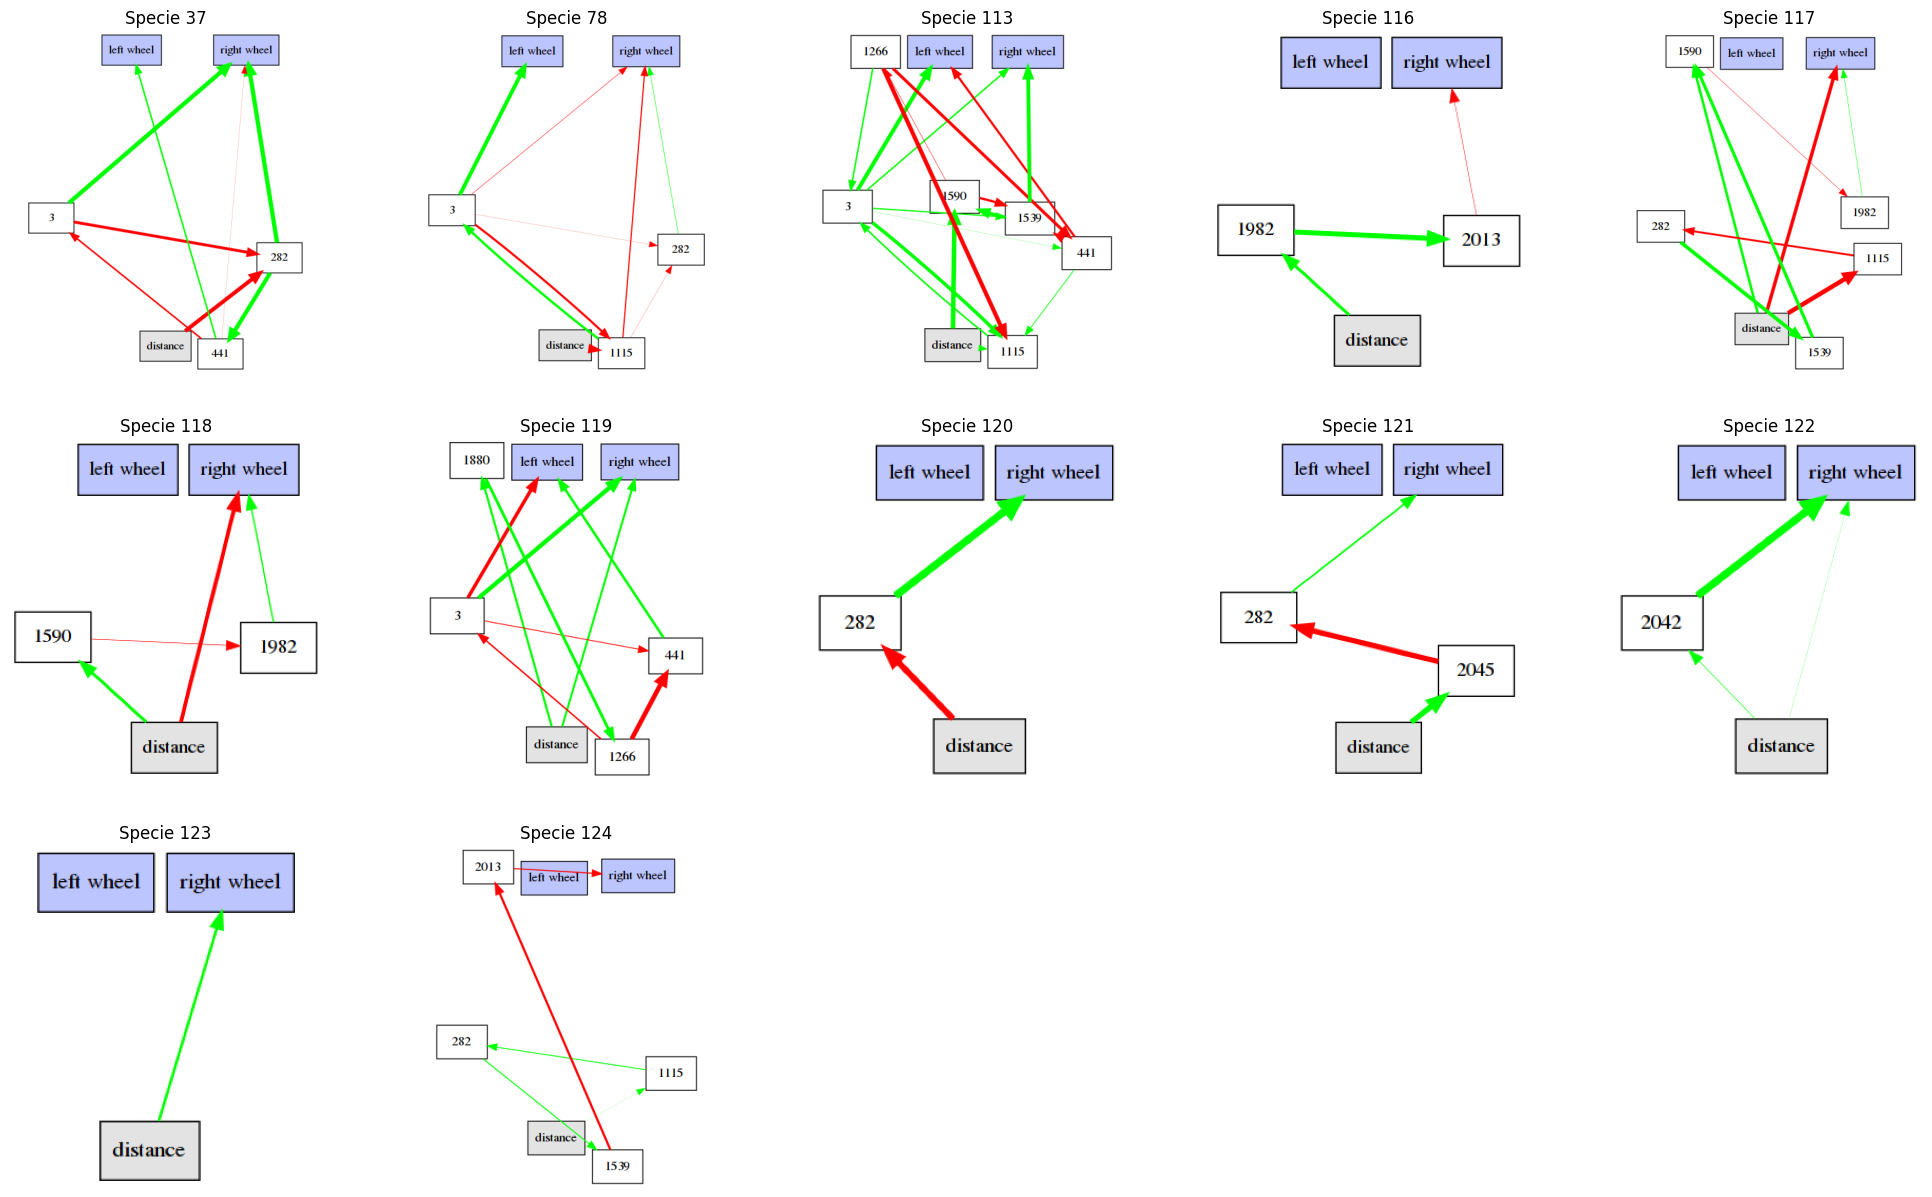 Specie 37
left wheel
right wheel
3
282
distance
441
Specie 78
left wheel
right wheel
3
282
distance
1115
Specie 113
1266
left wheel
right wheel
3
1590
1539
441
distance
1115
Specie 116
left wheel
right wheel
1982
2013
distance
Specie 117
1590
left wheel
right wheel
282
1982
1115
distance
1539
Specie 118
left wheel
right wheel
1590
1982
distance
Specie 119
1880
left wheel
right wheel
3
441
distance
1266
Specie 120
left wheel
right wheel
282
distance
Specie 121
left wheel
right wheel
282
2045
distance
Specie 122
left wheel
right wheel
2042
distance
Specie 123
left wheel
right wheel
distance
Specie 124
2013
left wheel
right wheel
282
1115
distance
1539